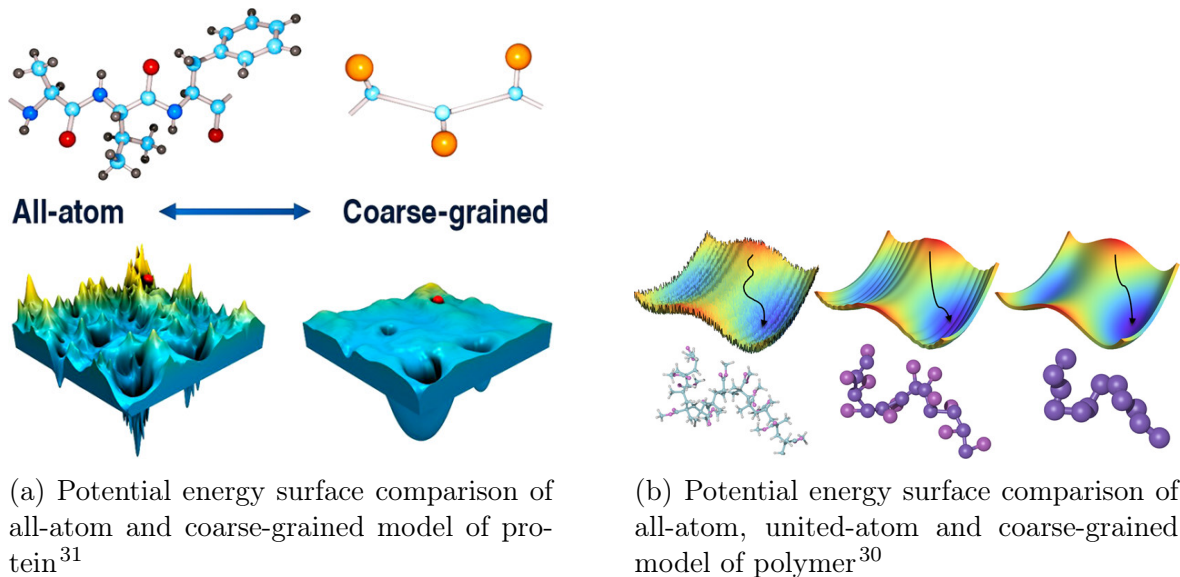 All-atom
Coarse-grained
(a) Potential energy surface comparison of
all-atom and coarse-grained model of pro-
tein31
(b) Potential energy surface comparison of
all-atom, united-atom and coarse-grained
model of polymer30